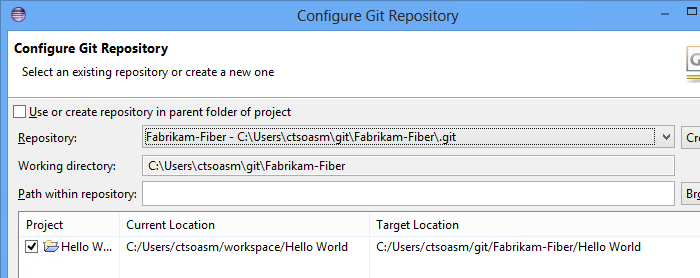 Configure Git Repository
Configure Git Repository
Select an existing repository or create a new one
Use or create repository in parent folder of project
Repository: Fabrikam-Fiber - C:\Users\ctsoasm\git\Fabrikam-Fiber\.git
Working directory: C:\Users\ctsoasm\git\Fabrikam-Fiber
Path within repository:
Project Current Location Target Location
Hello W... C:/Users/ctsoasm/workspace/Hello World C:/Users/ctsoasm/git/Fabrikam-Fiber/Hello World